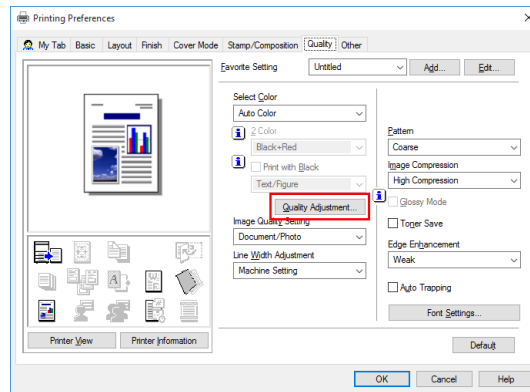 Printing Preferences
My Tab Basic Layout Finish Cover Mode Stamp/Composition Quality Other
Favorite Setting Untitled Add... Edit...
Select Color
Auto Color
2 Color
Black+Red
Print with Black
Text/Figure
Quality Adjustment...
Image Quality Setting
Document/Photo
Line Width Adjustment
Machine Setting
Pattern
Coarse
Image Compression
High Compression
Glossy Mode
Toner Save
Edge Enhancement
Weak
Auto Trapping
Font Settings...
Printer View Printer Information
Default
OK Cancel Help